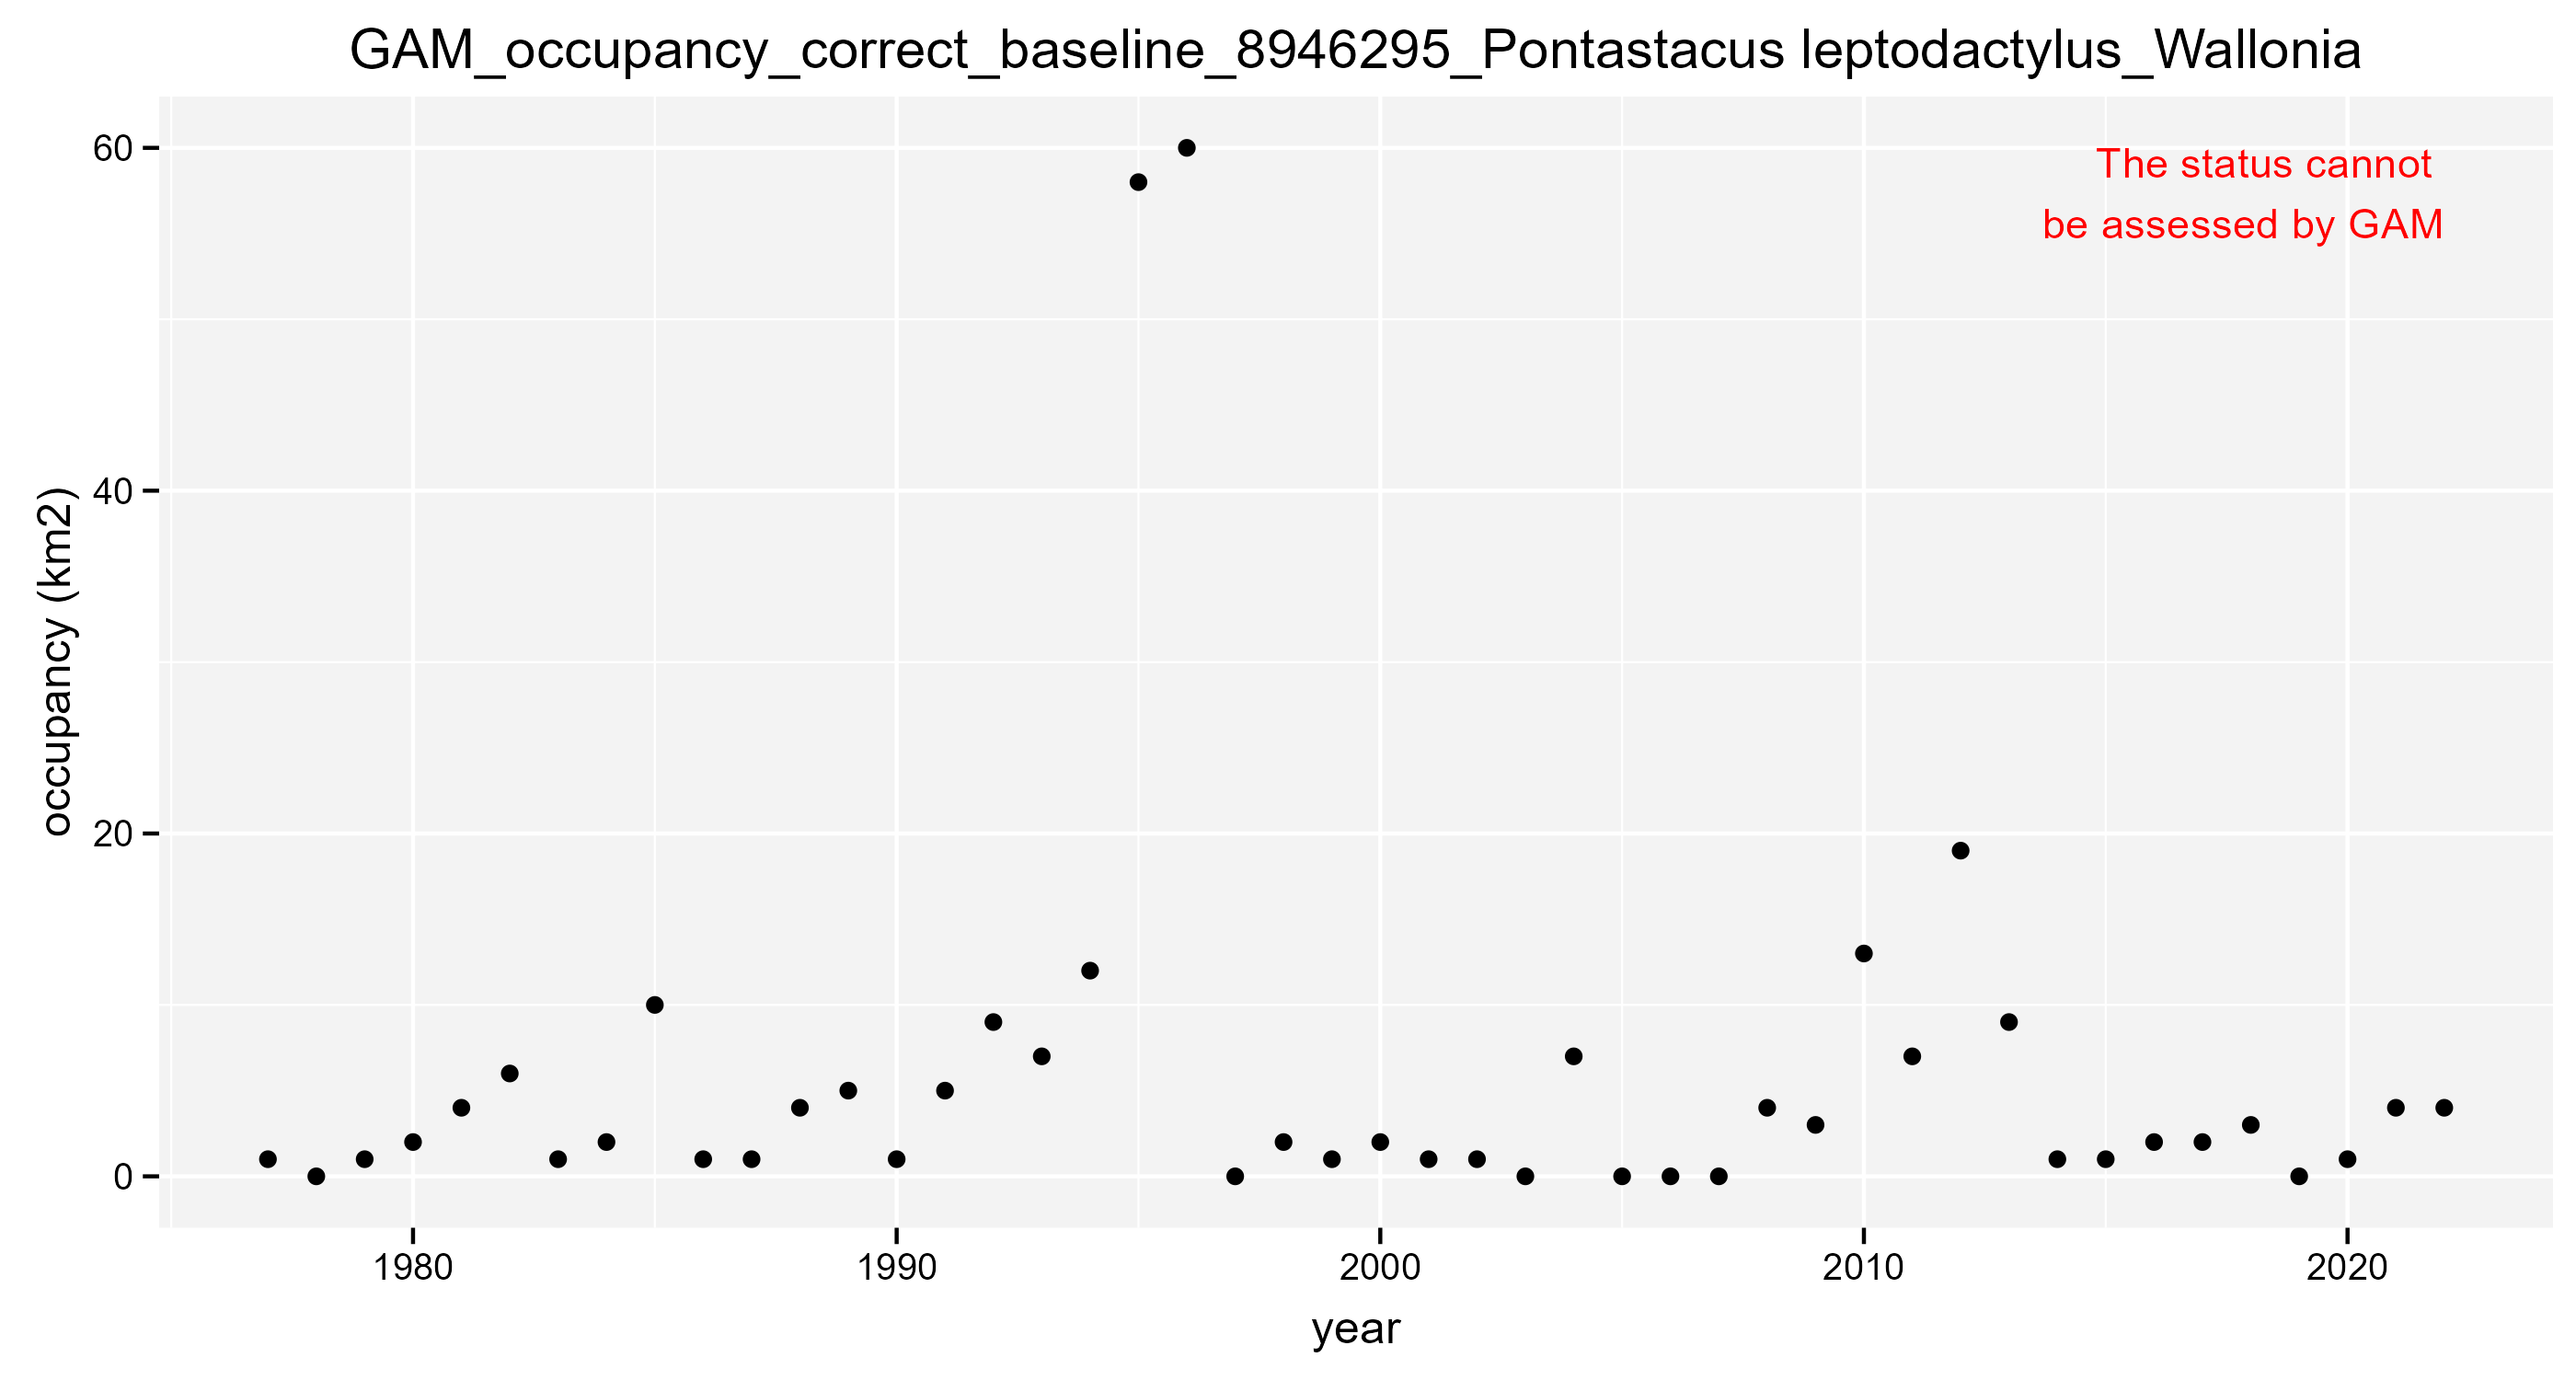 GAM_occupancy_correct_baseline_8946295_Pontastacus leptodactylus_Wallonia
The status cannot
be assessed by GAM
occupancy (km2)
60
40
20
0
1980 1990 2000 2010 2020
year